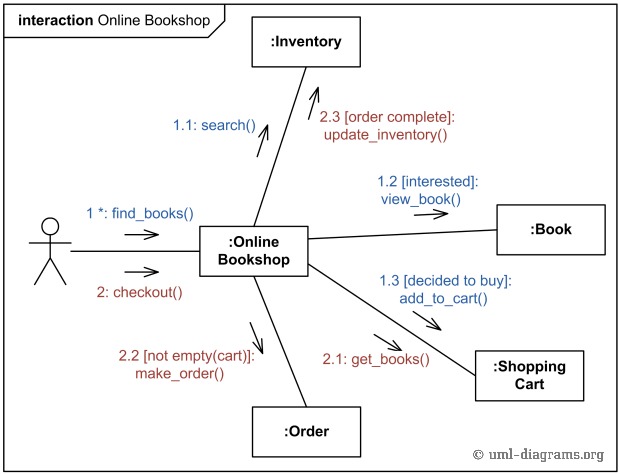 interaction Online Bookshop
:Inventory
1.1: search()
2.3 [order complete]:
update_inventory()
1.2 [interested]:
view_book()
1 *: find_books()
:Online
Bookshop
:Book
2: checkout()
1.3 [decided to buy]:
add_to_cart()
2.2 [not empty(cart)]:
make_order()
2.1: get_books()
:Shopping
Cart
:Order
© uml-diagrams.org